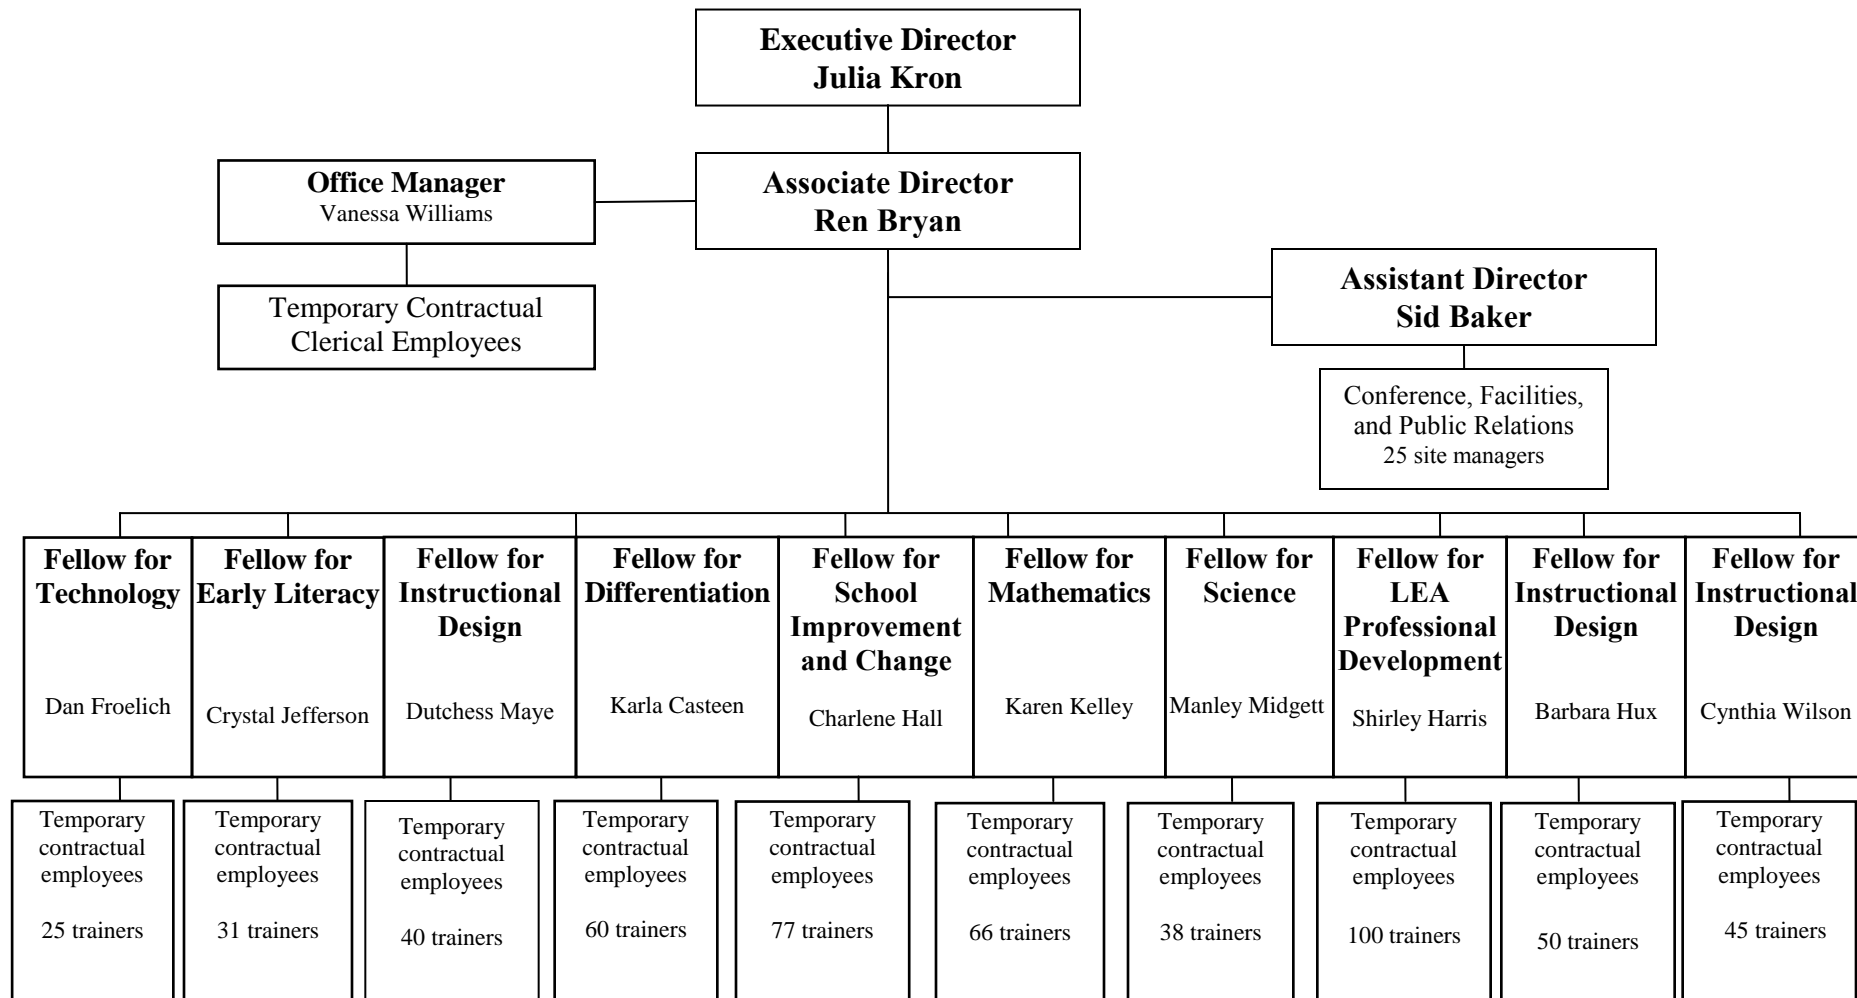 Executive Director
Julia Kron
Office Manager
Vanessa Williams
Associate Director
Ren Bryan
Temporary Contractual
Clerical Employees
Assistant Director
Sid Baker
Conference, Facilities,
and Public Relations
25 site managers
Fellow for
Technology
Dan Froelich
Fellow for
Early Literacy
Crystal Jefferson
Fellow for
Instructional
Design
Dutchess Maye
Fellow for
Differentiation
Karla Casteen
Fellow for
School
Improvement
and Change
Charlene Hall
Fellow for
Mathematics
Karen Kelley
Fellow for
Science
Manley Midgett
Fellow for
LEA
Professional
Development
Shirley Harris
Fellow for
Instructional
Design
Barbara Hux
Fellow for
Instructional
Design
Cynthia Wilson
Temporary
contractual
employees
25 trainers
Temporary
contractual
employees
31 trainers
Temporary
contractual
employees
40 trainers
Temporary
contractual
employees
60 trainers
Temporary
contractual
employees
77 trainers
Temporary
contractual
employees
66 trainers
Temporary
contractual
employees
38 trainers
Temporary
contractual
employees
100 trainers
Temporary
contractual
employees
50 trainers
Temporary
contractual
employees
45 trainers